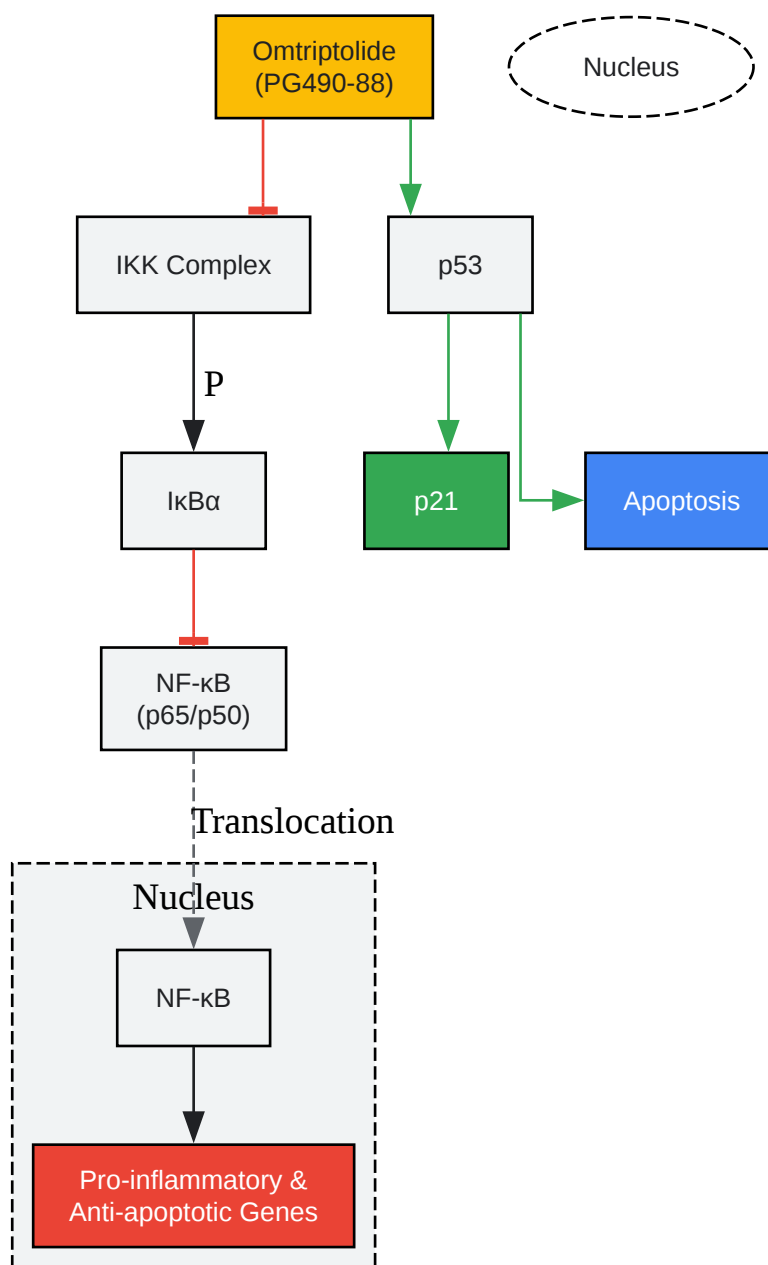 Omtriptolide
(PG490-88)
Nucleus
IKK Complex
p53
P
IκBα
p21
Apoptosis
NF-κB
(p65/p50)
Translocation
Nucleus
NF-κB
Pro-inflammatory &
Anti-apoptotic Genes